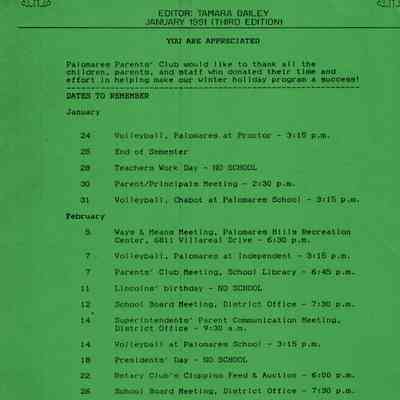 EDITOR: TAMARA BAILEY
JANUARY 1991 (THIRD EDITION)
YOU ARE APPRECIATED
Palomares Parents' Club would like to thank all the
children, parents, and staff who donated their time and
effort in helping make our winter holiday program a success!
DATES TO REMEMBER
January
24 Volleyball, Palomares at Proctor - 3:15 p.m.
25 End of Semester
28 Teachers Work Day - NO SCHOOL
30 Parent/Principals Meeting - 2:30 p.m.
31 Volleyball, Chabot at Palomares School - 3:15 p.m.
February
5 Ways & Means Meeting, Palomares Hills Recreation
Center, 6811 Villareal Drive - 6:30 p.m.
7 Volleyball, Palomares at Independent - 3:15 p.m.
7 Parents' Club Meeting, School Library - 6:45 p.m.
11 Lincolns' birthday - NO SCHOOL
12 School Board Meeting, District Office - 7:30 p.m.
14 Superintendents' Parent Communication Meeting,
District Office - 9:30 a.m.
14 Volleyball at Palomares School - 3:15 p.m.
18 Presidents' Day - NO SCHOOL
22 Rotary Club's Cioppino Feed & Auction - 6:00 p.m.
26 School Board Meeting, District Office - 7:30 p.m.